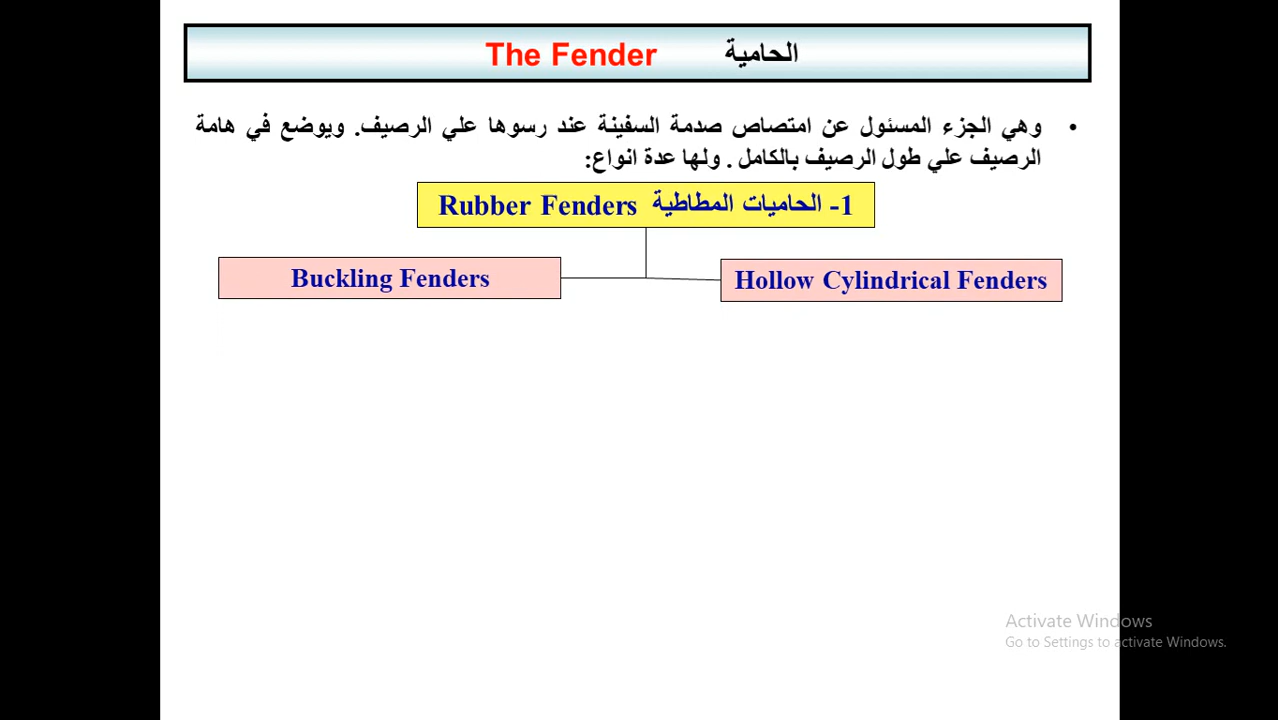 The Fender الحامية
• وهي الجزء المسئول عن امتصاص صدمة السفينة عند رسوها علي الرصيف. ويوضع في هامة
الرصيف علي طول الرصيف بالكامل . ولها عدة انواع:
1- الحاميات المطاطية Rubber Fenders
Buckling Fenders
Hollow Cylindrical Fenders
Activate Windows
Go to Settings to activate Windows.